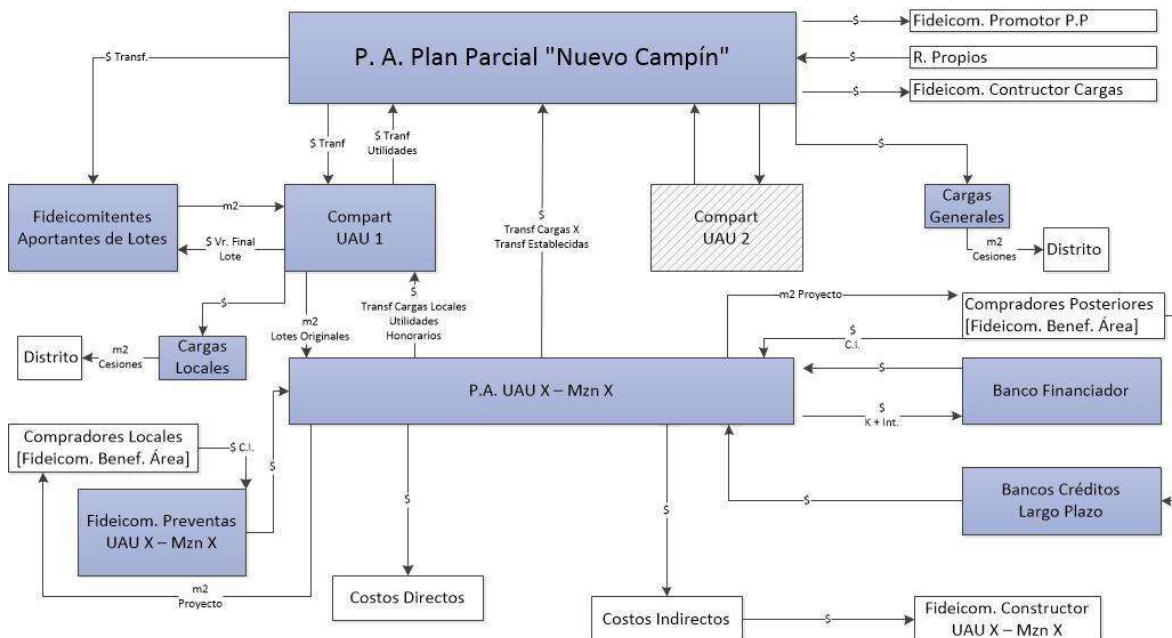 $
Fideicom. Promotor P.P
P. A. Plan Parcial "Nuevo Campín"
$
R. Propios
$ Transf.
$
Fideicom. Contructor Cargas
$ Tranf
$ Tranf
Utilidades
$
Fideicomitentes
Aportantes de Lotes
m2
Compart
UAU 1
$
Transf Cargas X
Transf Establecidas
Compart
UAU 2
Cargas
Generales
$ Vr. Final
Lote
m2
Cesiones
Distrito
$
m2
Lotes Originales
$
Transf Cargas Locales
Utilidades
Honorarios
m2 Proyecto
Compradores Posteriores
[Fideicom. Benef. Área]
$
C.I.
Distrito
m2
Cesiones
Cargas
Locales
P.A. UAU X – Mzn X
$
Banco Financiador
$
K + Int.
Compradores Locales
[Fideicom. Benef. Área]
$ C.I.
$
Fideicom. Preventas
UAU X – Mzn X
$
$
$
Bancos Créditos
Largo Plazo
m2
Proyecto
Costos Directos
Costos Indirectos
$
Fideicom. Constructor
UAU X – Mzn X